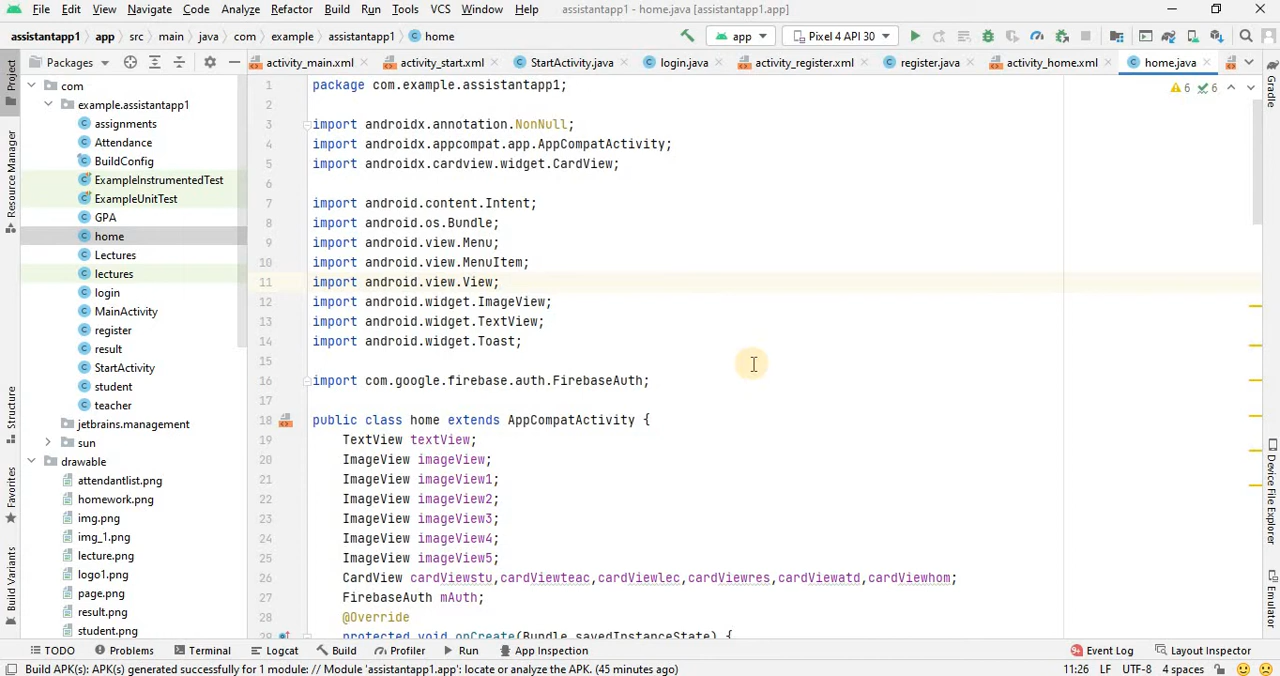 File Edit View Navigate Code Analyze Refactor Build Run Tools VCS Window Help assistantapp1 - home.java [assistantapp1.app]
assistantapp1 app src main java com example assistantapp1 home app Pixel 4 API 30
Packages activity_main.xml activity_start.xml StartActivity.java login.java activity_register.xml register.java activity_home.xml home.java
Project
Resource Manager
Structure
Favorites
Build Variants
com
example.assistantapp1
assignments
Attendance
BuildConfig
ExampleInstrumentedTest
ExampleUnitTest
GPA
home
Lectures
lectures
login
MainActivity
register
result
StartActivity
student
teacher
jetbrains.management
sun
drawable
attendantlist.png
homework.png
img.png
img_1.png
lecture.png
logo1.png
page.png
result.png
student.png
6 6
1 package com.example.assistantapp1;
2
3 import androidx.annotation.NonNull;
4 import androidx.appcompat.app.AppCompatActivity;
5 import androidx.cardview.widget.CardView;
6
7 import android.content.Intent;
8 import android.os.Bundle;
9 import android.view.Menu;
10 import android.view.MenuItem;
11 import android.view.View;
12 import android.widget.ImageView;
13 import android.widget.TextView;
14 import android.widget.Toast;
15
16 import com.google.firebase.auth.FirebaseAuth;
17
18 public class home extends AppCompatActivity {
19 TextView textView;
20 ImageView imageView;
21 ImageView imageView1;
22 ImageView imageView2;
23 ImageView imageView3;
24 ImageView imageView4;
25 ImageView imageView5;
26 CardView cardViewstu,cardViewteac,cardViewlec,cardViewres,cardViewatd,cardViewhom;
27 FirebaseAuth mAuth;
28 @Override
29 protected void onCreate(Bundle savedInstanceState) {
Gradle
Device File Explorer
Emulator
TODO Problems Terminal Logcat Build Profiler Run App Inspection Event Log Layout Inspector
Build APK(s): APK(s) generated successfully for 1 module: // Module 'assistantapp1.app': locate or analyze the APK. (45 minutes ago) 11:26 LF UTF-8 4 spaces